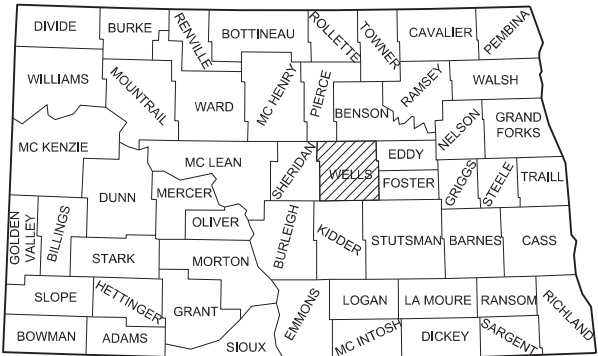 DIVIDE
BURKE
RENVILLE
BOTTINEAU
ROLLETTE
TOWNER
CAVALIER
PEMBINA
WILLIAMS
MOUNTRAIL
WARD
MC HENRY
PIERCE
BENSON
RAMSEY
WALSH
NELSON
GRAND
FORKS
MC KENZIE
MC LEAN
SHERIDAN
WELLS
EDDY
FOSTER
GRIGGS
STEELE
TRAILL
DUNN
MERCER
OLIVER
GOLDEN
VALLEY
BILLINGS
STARK
MORTON
BURLEIGH
KIDDER
STUTSMAN
BARNES
CASS
SLOPE
HETTINGER
GRANT
EMMONS
LOGAN
LA MOURE
RANSOM
RICHLAND
BOWMAN
ADAMS
SIOUX
MC INTOSH
DICKEY
SARGENT